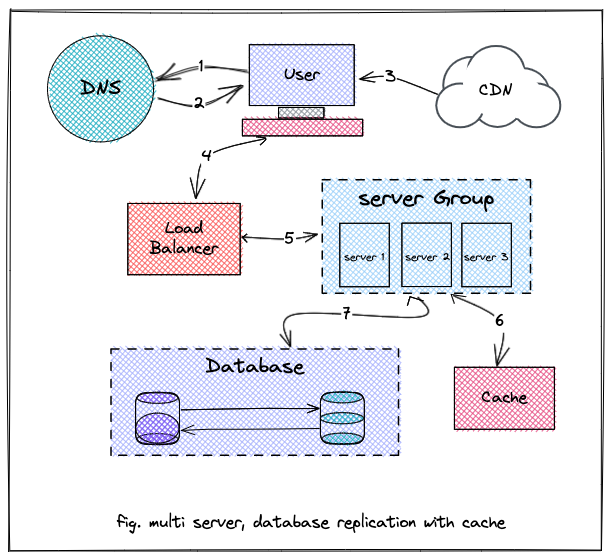 DNS
1
2
User
3
CDN
4
Load
Balancer
5
server Group
server 1
server 2
server 3
7
6
Database
Cache
fig. multi server, database replication with cache